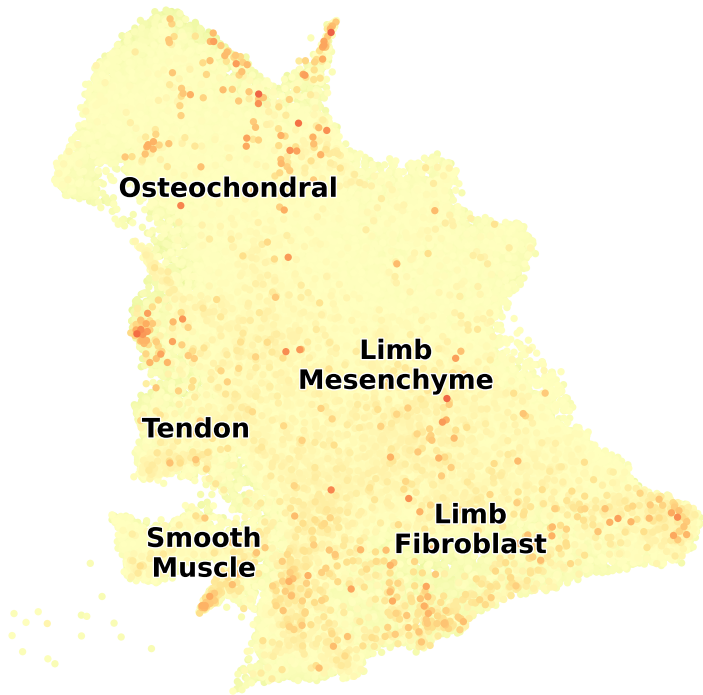 Osteochondral
Limb
Mesenchyme
Tendon
Limb
Fibroblast
Smooth
Muscle